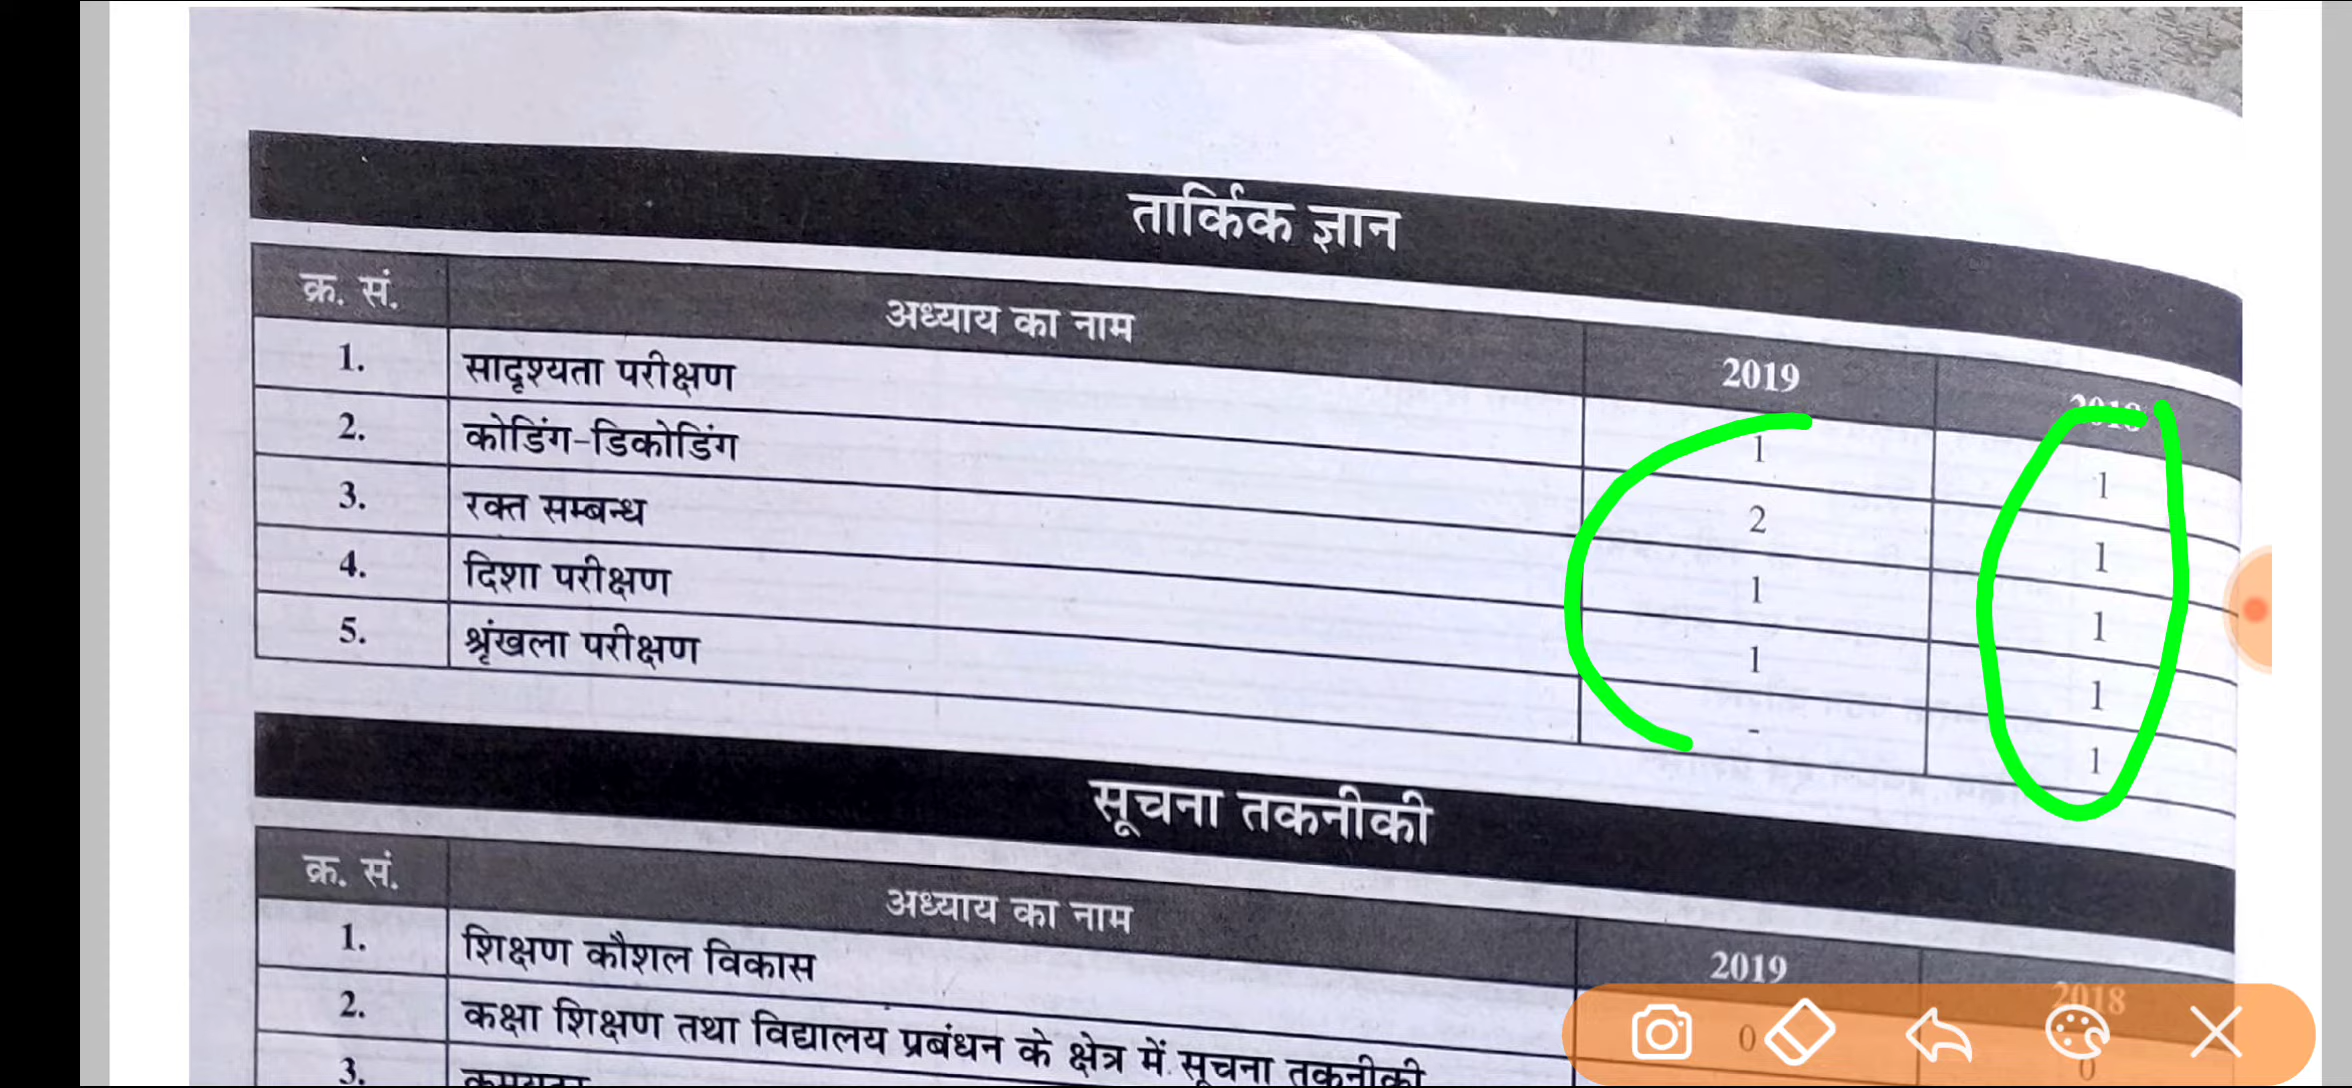 तार्किक ज्ञान
क्र. सं. अध्याय का नाम 2019 2018
1. सादृश्यता परीक्षण 1 1
2. कोडिंग-डिकोडिंग 2 1
3. रक्त सम्बन्ध 1 1
4. दिशा परीक्षण 1 1
5. श्रृंखला परीक्षण - 1
सूचना तकनीकी
क्र. सं. अध्याय का नाम 2019 2018
1. शिक्षण कौशल विकास 0 0
2. कक्षा शिक्षण तथा विद्यालय प्रबंधन के क्षेत्र में सूचना तकनीकी
3.